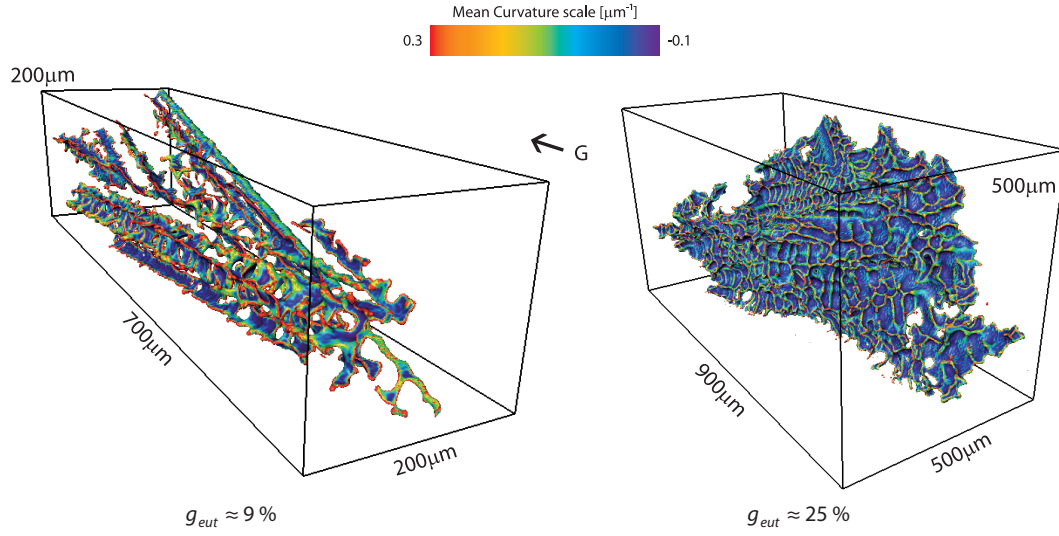 Mean Curvature scale [μm⁻¹]
0.3
-0.1
200μm
G
500μm
700μm
900μm
200μm
500μm
g_eut ≈ 9 %
g_eut ≈ 25 %